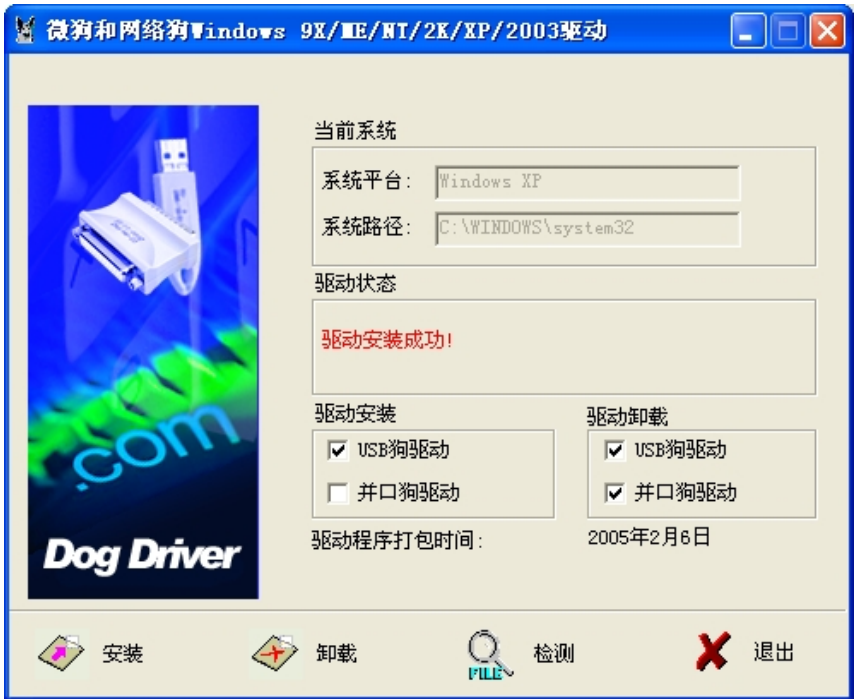 微狗和网络狗Windows 9X/ME/NT/2K/XP/2003驱动
当前系统
系统平台: Windows XP
系统路径: C:\WINDOWS\system32
驱动状态
驱动安装成功!
驱动安装
USB狗驱动
并口狗驱动
驱动卸载
USB狗驱动
并口狗驱动
驱动程序打包时间: 2005年2月6日
.com
Dog Driver
安装
卸载
FILE
检测
退出